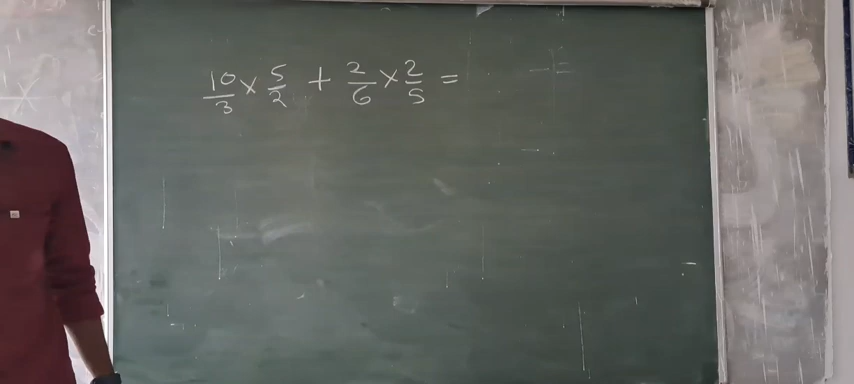 10/3 × 5/2 + 2/6 × 2/5 =